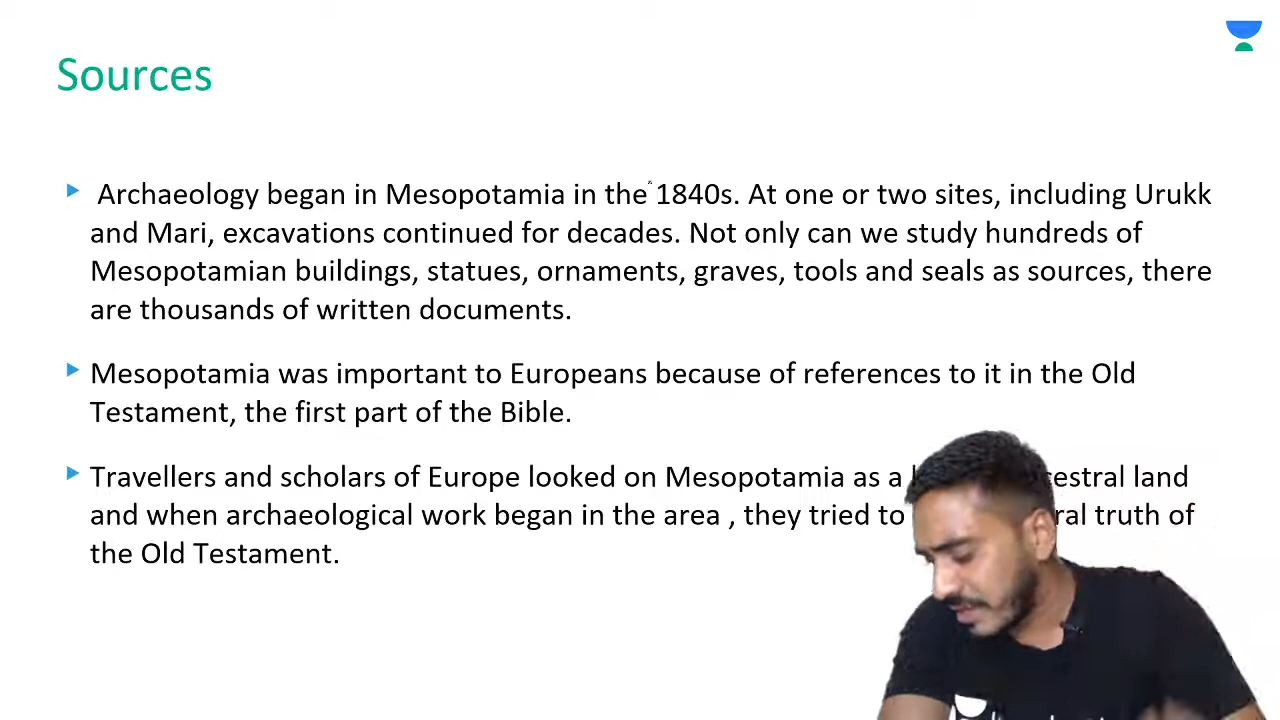 Sources
Archaeology began in Mesopotamia in the 1840s. At one or two sites, including Urukk
and Mari, excavations continued for decades. Not only can we study hundreds of
Mesopotamian buildings, statues, ornaments, graves, tools and seals as sources, there
are thousands of written documents.
Mesopotamia was important to Europeans because of references to it in the Old
Testament, the first part of the Bible.
Travellers and scholars of Europe looked on Mesopotamia as a land
and when archaeological work began in the area , they tried to truth of
the Old Testament.